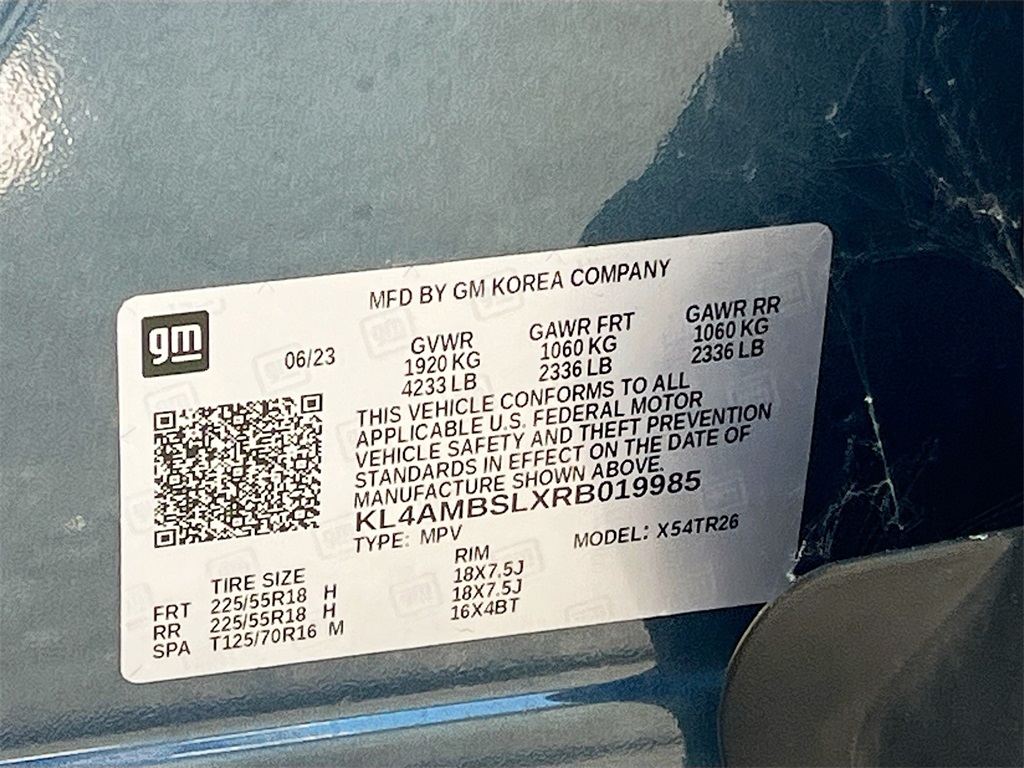 MFD BY GM KOREA COMPANY
gm
06/23
GVWR GAWR FRT GAWR RR
1920 KG 1060 KG 1060 KG
4233 LB 2336 LB 2336 LB
THIS VEHICLE CONFORMS TO ALL
APPLICABLE U.S. FEDERAL MOTOR
VEHICLE SAFETY AND THEFT PREVENTION
STANDARDS IN EFFECT ON THE DATE OF
MANUFACTURE SHOWN ABOVE.
KL4AMBSLXRB019985
TYPE: MPV MODEL: X54TR26
TIRE SIZE RIM
FRT 225/55R18 H 18X7.5J
RR 225/55R18 H 18X7.5J
SPA T125/70R16 M 16X4BT